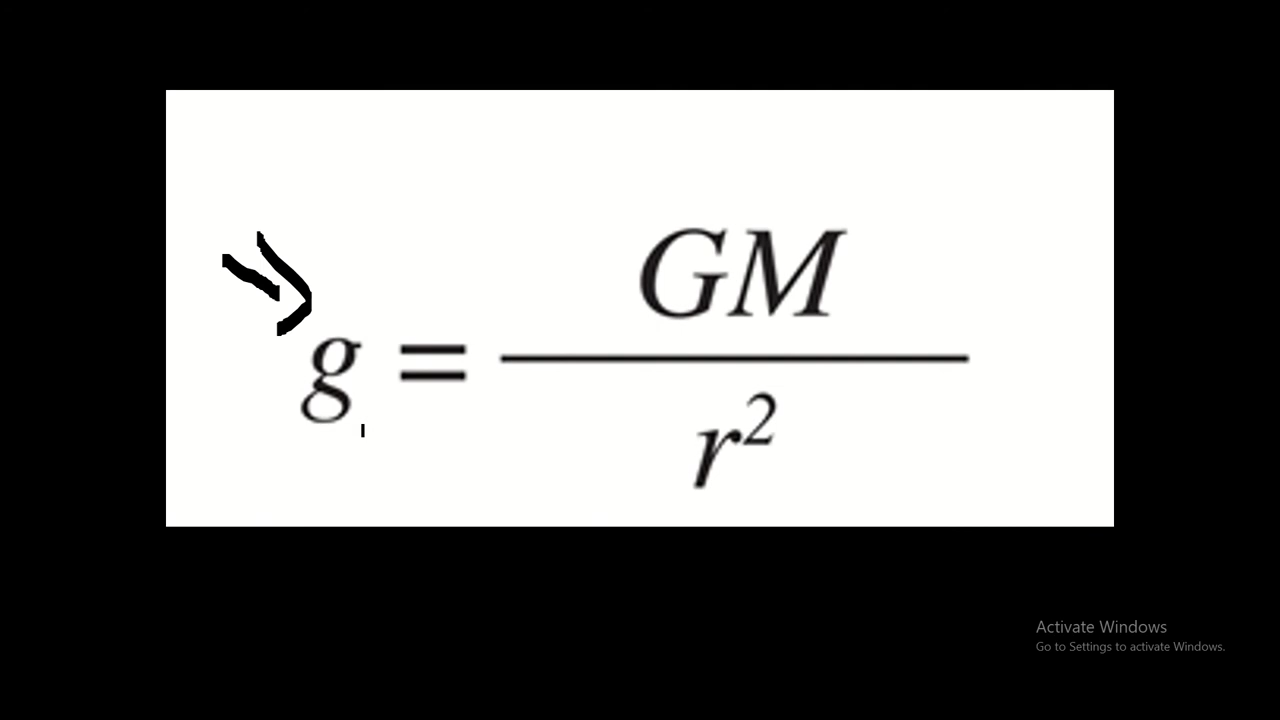 g = GM / r²
Activate Windows
Go to Settings to activate Windows.